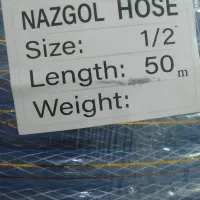 NAZGOL HOSE
Size: 1/2
Length: 50 m
Weight: